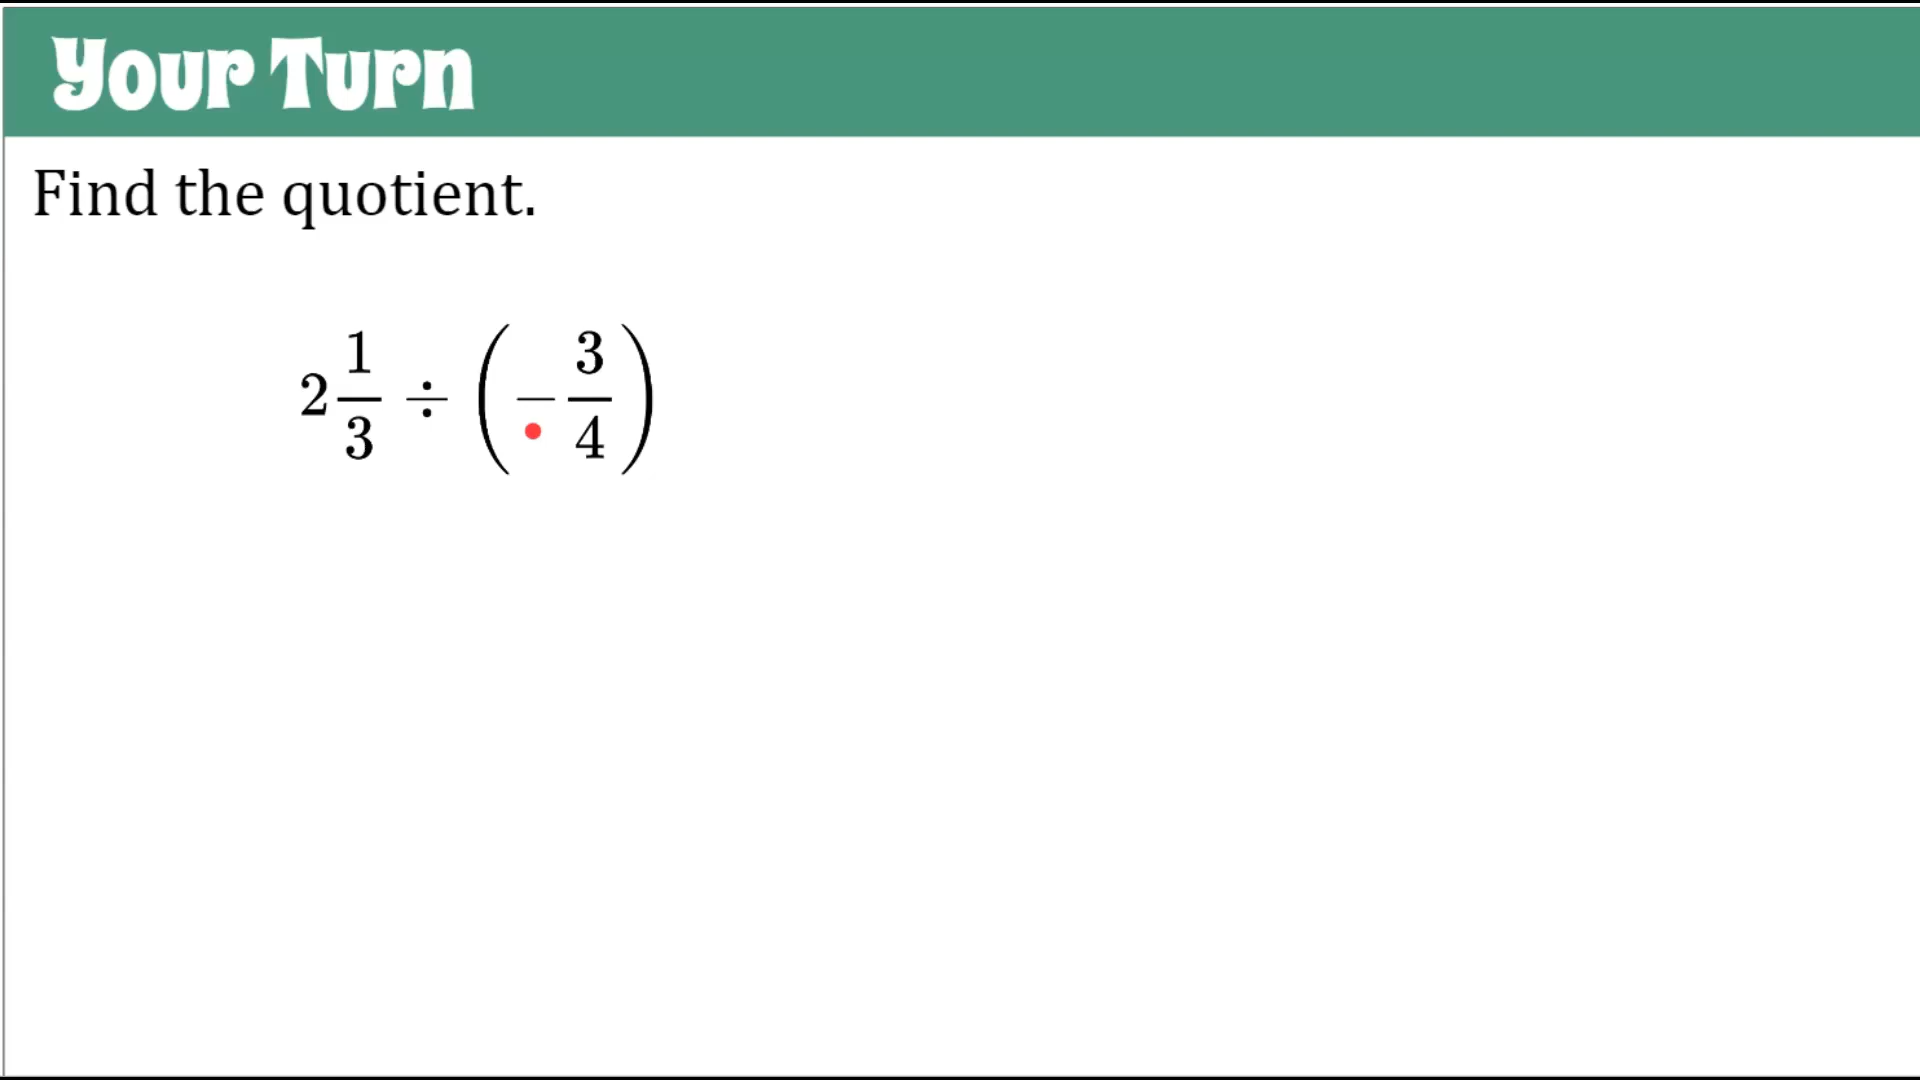 Your Turn
Find the quotient.
2 1/3 ÷ (− 3/4)